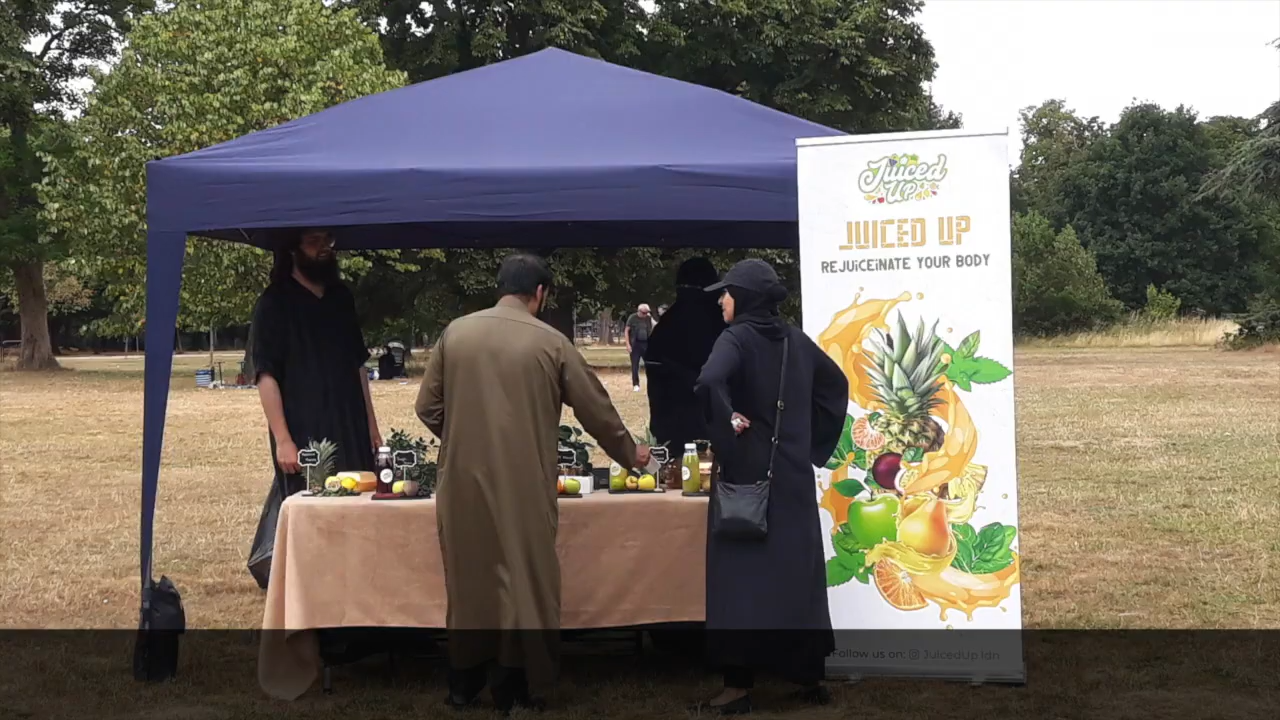 Juiced
UP
JUICED UP
REJUICEINATE YOUR BODY
Follow us on: JuicedUp ldn